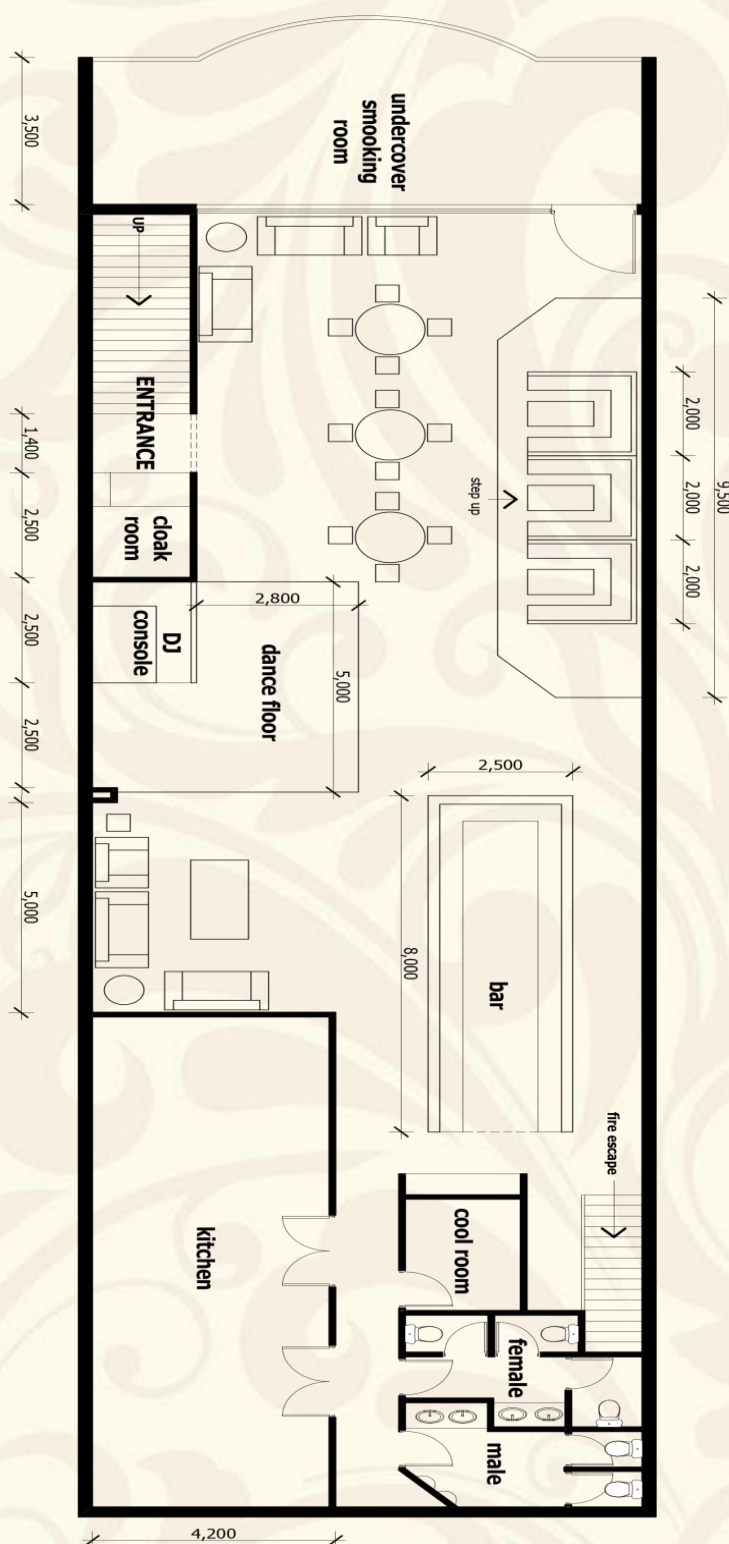 undercover
smooking
room
3,500
UP
ENTRANCE
1,400
cloak
room
2,500
DJ
console
2,500
2,500
5,000
2,800
dance floor
5,000
step up
2,000
2,000
2,000
9,500
2,500
8,000
bar
fire escape
cool room
kitchen
female
male
4,200